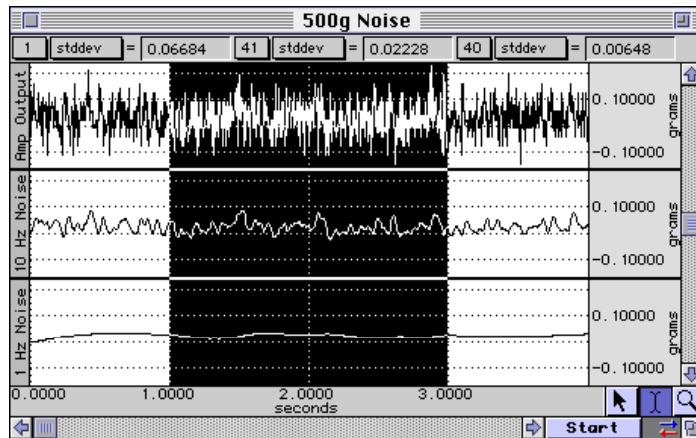 500g Noise
1 stddev = 0.06684 41 stddev = 0.02228 40 stddev = 0.00648
Amp Output
0.10000
-0.10000
grams
10 Hz Noise
0.10000
-0.10000
grams
1 Hz Noise
0.10000
-0.10000
grams
0.0000 1.0000 2.0000 3.0000
seconds
Start